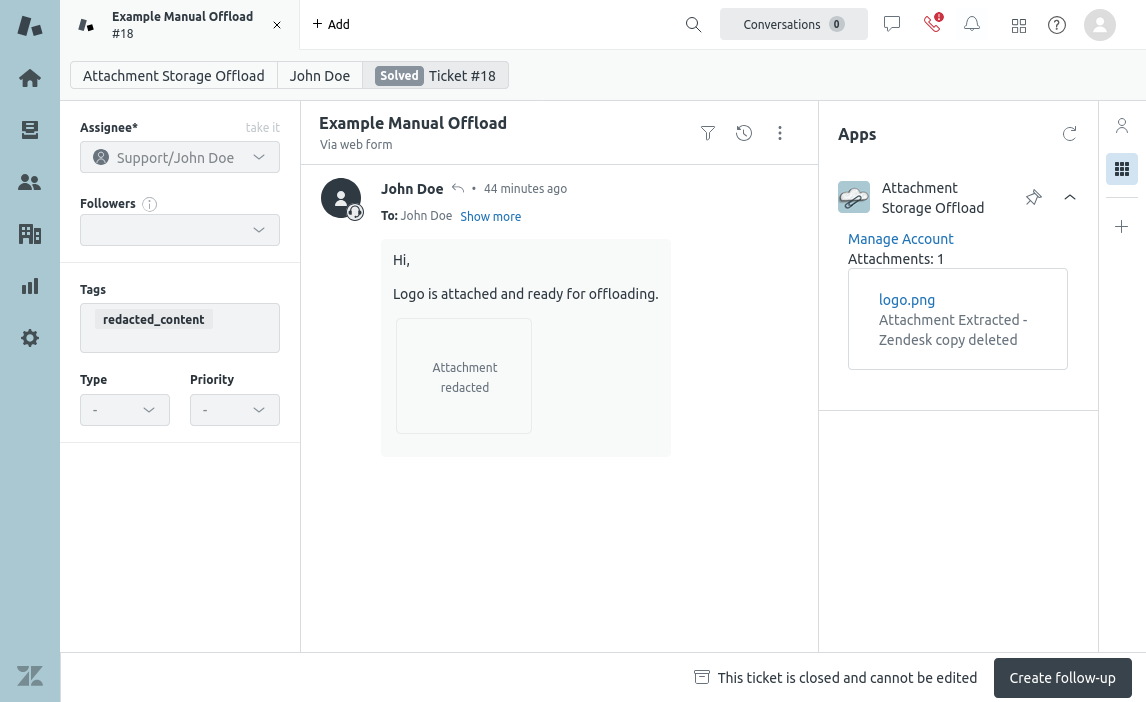 Example Manual Offload
#18
+ Add
Conversations 0
1
Attachment Storage Offload
John Doe
Solved Ticket #18
Assignee*
take it
Support/John Doe
Followers
Tags
redacted_content
Type
Priority
-
-
Example Manual Offload
Via web form
John Doe • 44 minutes ago
To: John Doe Show more
Hi,
Logo is attached and ready for offloading.
Attachment
redacted
Apps
Attachment
Storage Offload
Manage Account
Attachments: 1
logo.png
Attachment Extracted -
Zendesk copy deleted
This ticket is closed and cannot be edited
Create follow-up